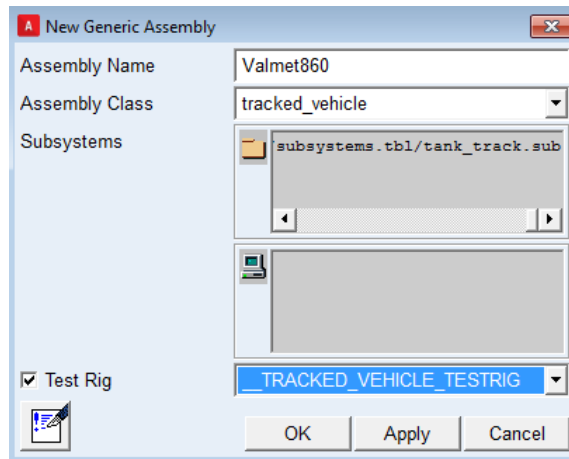 A New Generic Assembly
Assembly Name Valmet860
Assembly Class tracked_vehicle
Subsystems subsystems.tbl/tank_track.sub
Test Rig __TRACKED_VEHICLE_TESTRIG
OK Apply Cancel